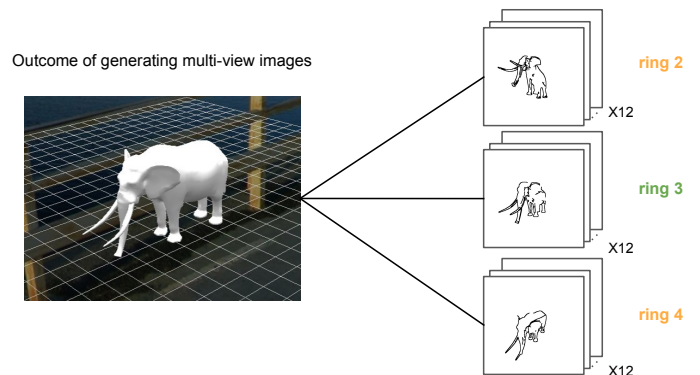 ring 2
Outcome of generating multi-view images
X12
ring 3
X12
ring 4
X12